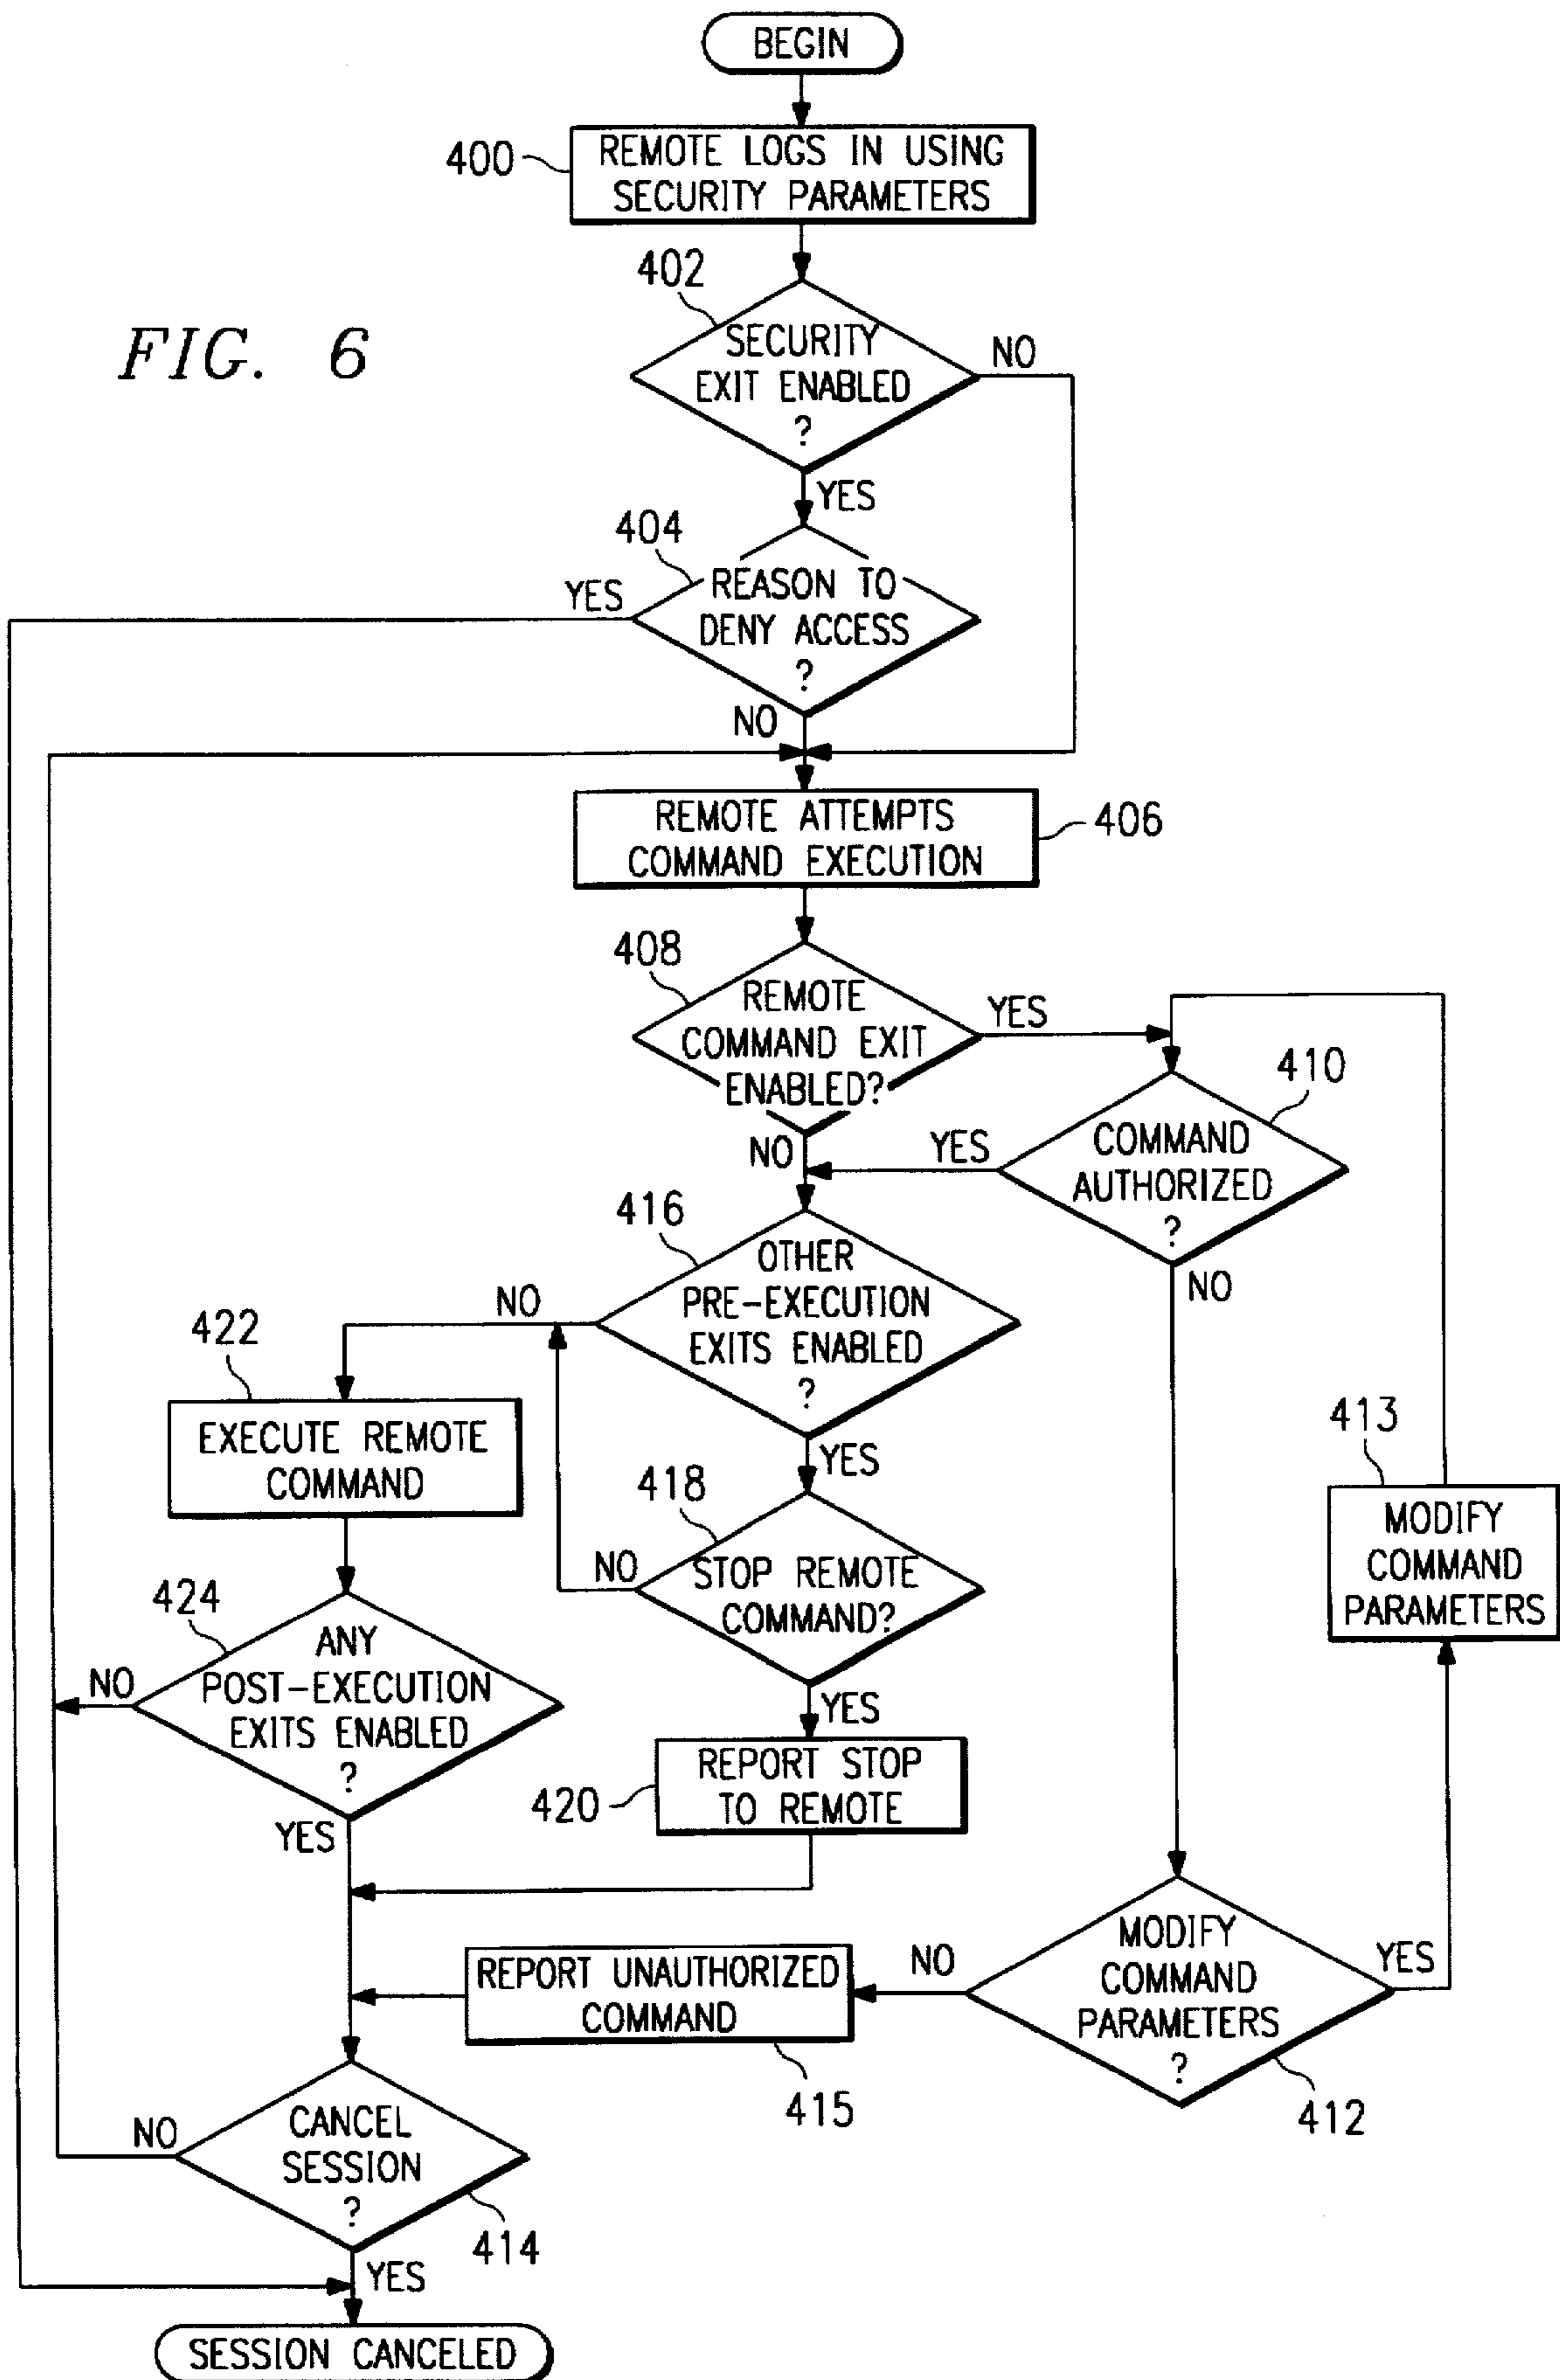 BEGIN
400
REMOTE LOGS IN USING
SECURITY PARAMETERS
402
FIG. 6
SECURITY
EXIT ENABLED
?
NO
YES
404
YES
REASON TO
DENY ACCESS
?
NO
REMOTE ATTEMPTS
COMMAND EXECUTION
406
408
REMOTE
COMMAND EXIT
ENABLED?
YES
410
NO
YES
COMMAND
AUTHORIZED
?
NO
416
OTHER
PRE-EXECUTION
EXITS ENABLED
?
NO
YES
422
EXECUTE REMOTE
COMMAND
413
MODIFY
COMMAND
PARAMETERS
418
NO
STOP REMOTE
COMMAND?
YES
424
ANY
POST-EXECUTION
EXITS ENABLED
?
NO
YES
REPORT STOP
TO REMOTE
420
MODIFY
COMMAND
PARAMETERS
?
YES
NO
412
REPORT UNAUTHORIZED
COMMAND
415
CANCEL
SESSION
?
NO
414
YES
SESSION CANCELED